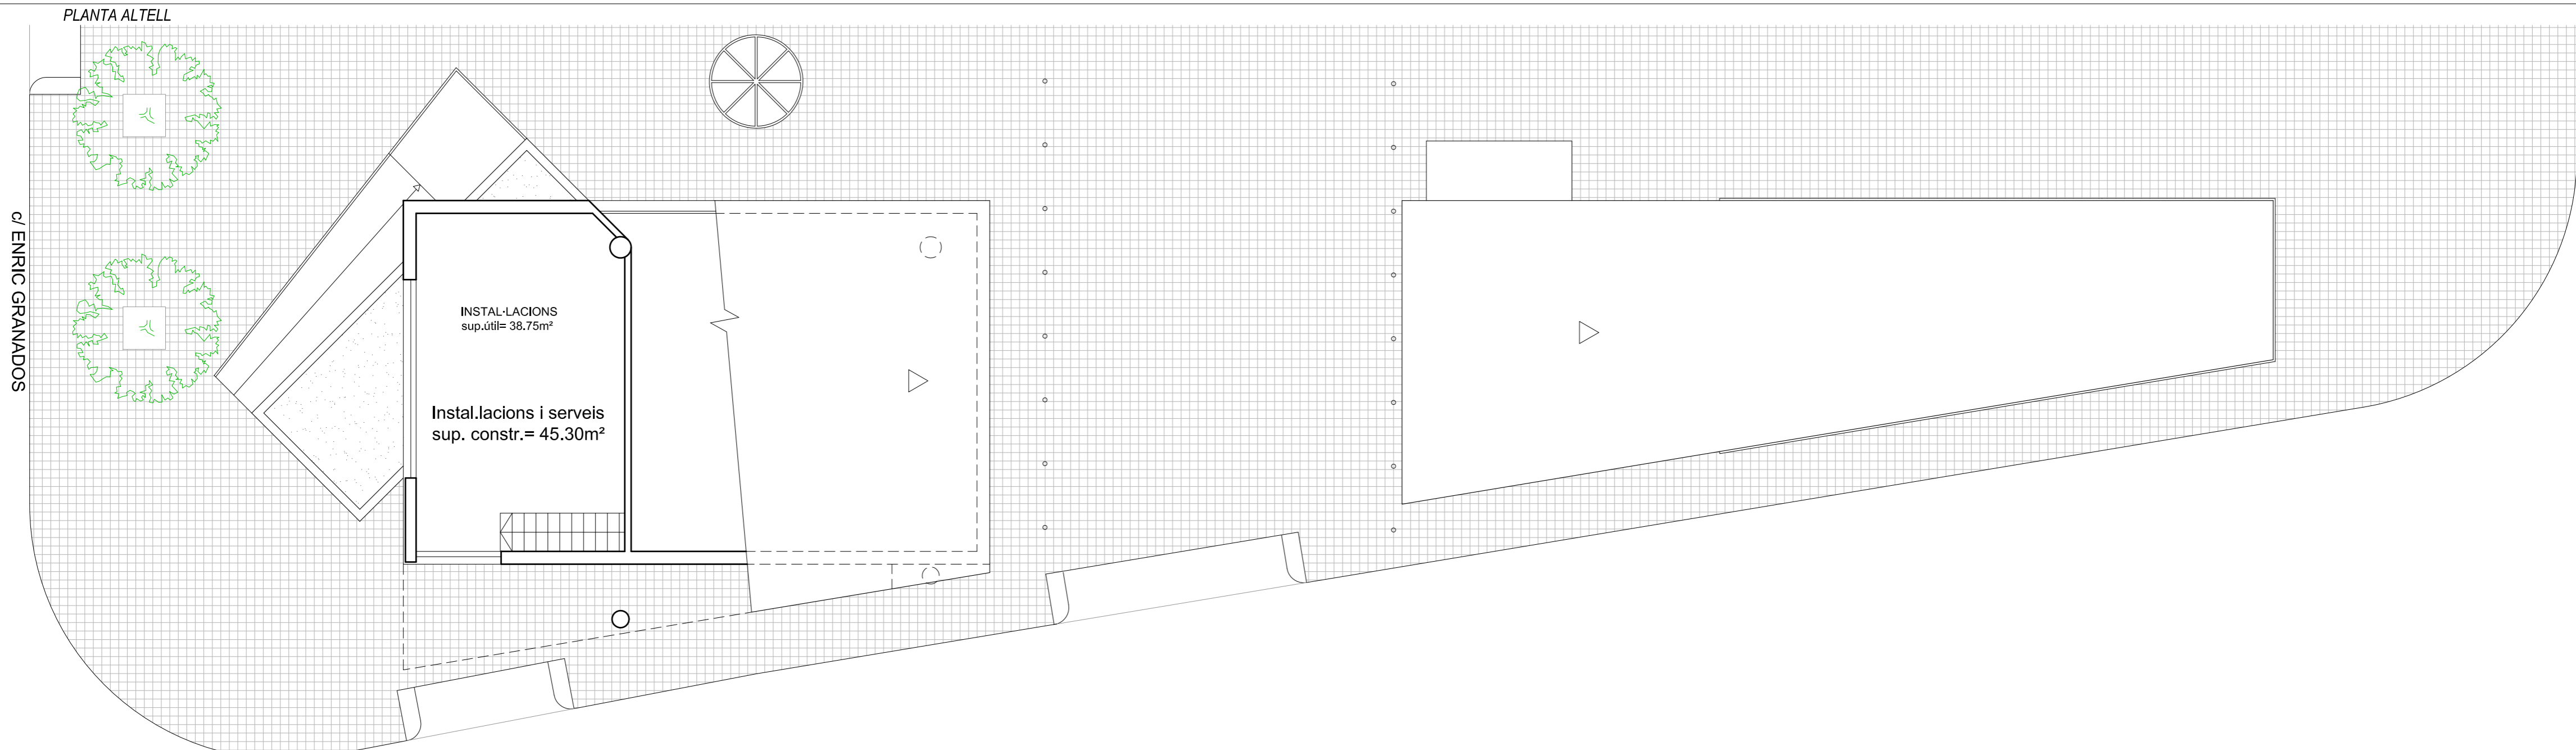 PLANTA ALTELL
c/ ENRIC GRANADOS
INSTAL·LACIONS
sup.útil= 38.75m²
Instal.lacions i serveis
sup. constr.= 45.30m²